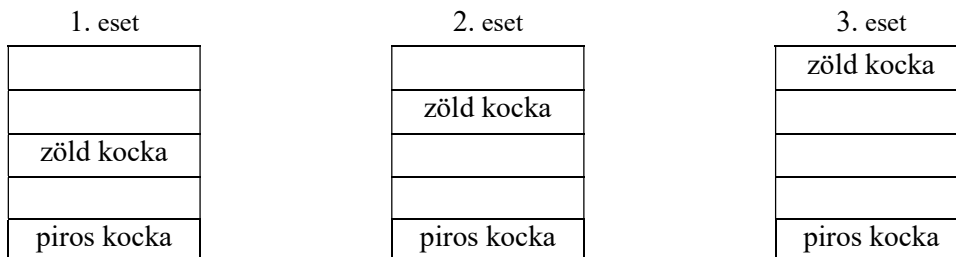 1. eset 2. eset 3. eset
zöld kocka
zöld kocka
zöld kocka
piros kocka piros kocka piros kocka